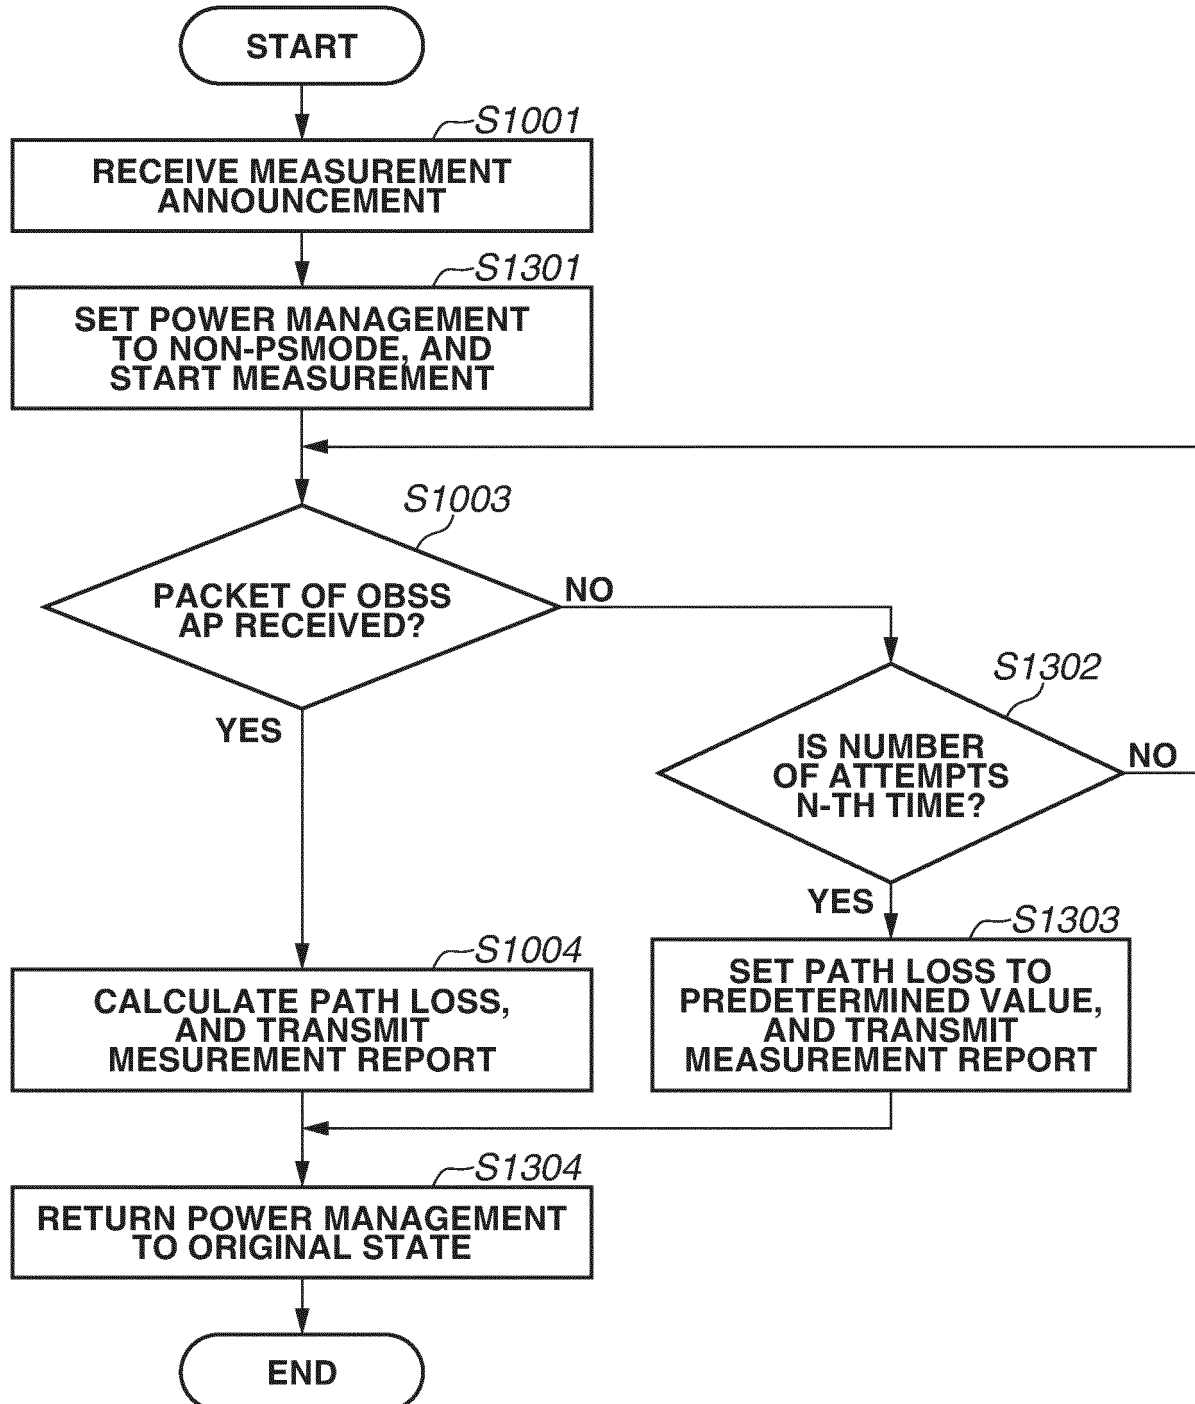 START
S1001
RECEIVE MEASUREMENT
ANNOUNCEMENT
S1301
SET POWER MANAGEMENT
TO NON-PSMODE, AND
START MEASUREMENT
S1003
PACKET OF OBSS
AP RECEIVED?
NO
YES
S1302
IS NUMBER
OF ATTEMPTS
N-TH TIME?
NO
YES
S1004
CALCULATE PATH LOSS,
AND TRANSMIT
MESUREMENT REPORT
S1303
SET PATH LOSS TO
PREDETERMINED VALUE,
AND TRANSMIT
MEASUREMENT REPORT
S1304
RETURN POWER MANAGEMENT
TO ORIGINAL STATE
END